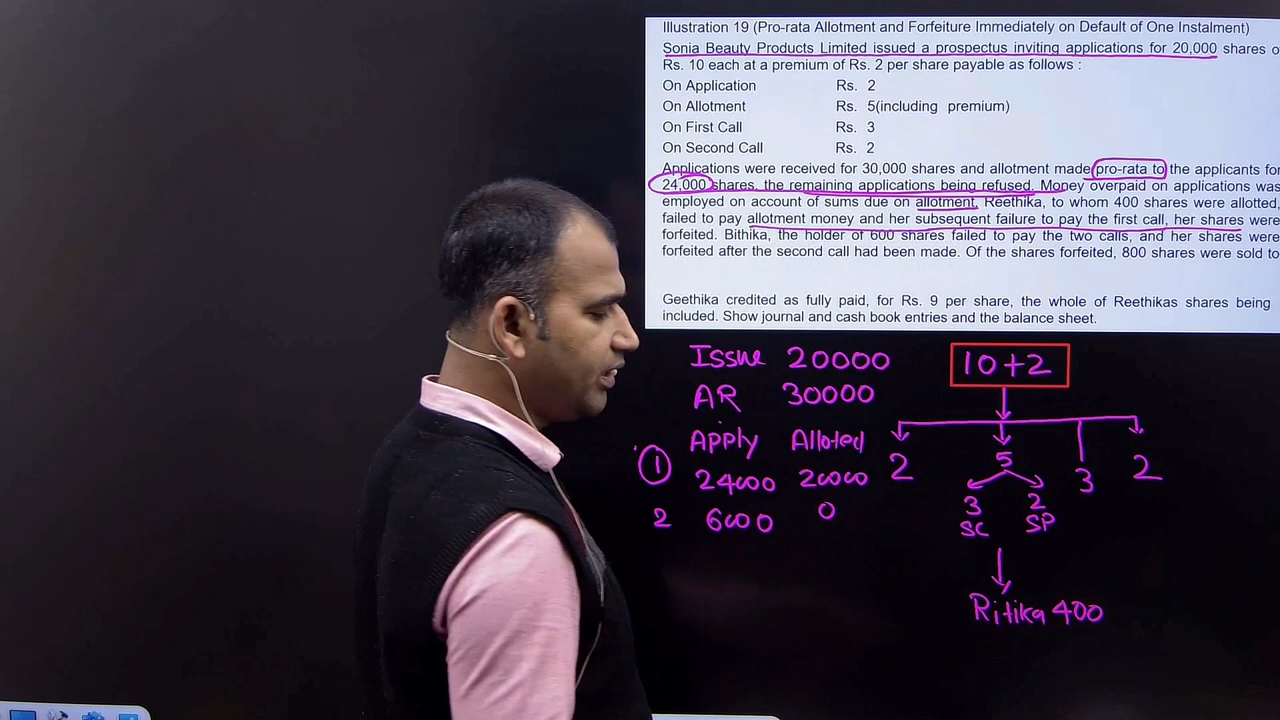 Illustration 19 (Pro-rata Allotment and Forfeiture Immediately on Default of One Instalment)
Sonia Beauty Products Limited issued a prospectus inviting applications for 20,000 shares o
Rs. 10 each at a premium of Rs. 2 per share payable as follows :
On Application Rs. 2
On Allotment Rs. 5(including premium)
On First Call Rs. 3
On Second Call Rs. 2
Applications were received for 30,000 shares and allotment made pro-rata to the applicants for
24,000 shares, the remaining applications being refused. Money overpaid on applications was
employed on account of sums due on allotment. Reethika, to whom 400 shares were allotted,
failed to pay allotment money and her subsequent failure to pay the first call, her shares were
forfeited. Bithika, the holder of 600 shares failed to pay the two calls, and her shares were
forfeited after the second call had been made. Of the shares forfeited, 800 shares were sold to
Geethika credited as fully paid, for Rs. 9 per share, the whole of Reethikas shares being
included. Show journal and cash book entries and the balance sheet.
Issue 20000 10+2
AR 30000
Apply Alloted
1 24000 20000 2 5 3 2
2 6000 0 3 2
SC SP
Ritika 400